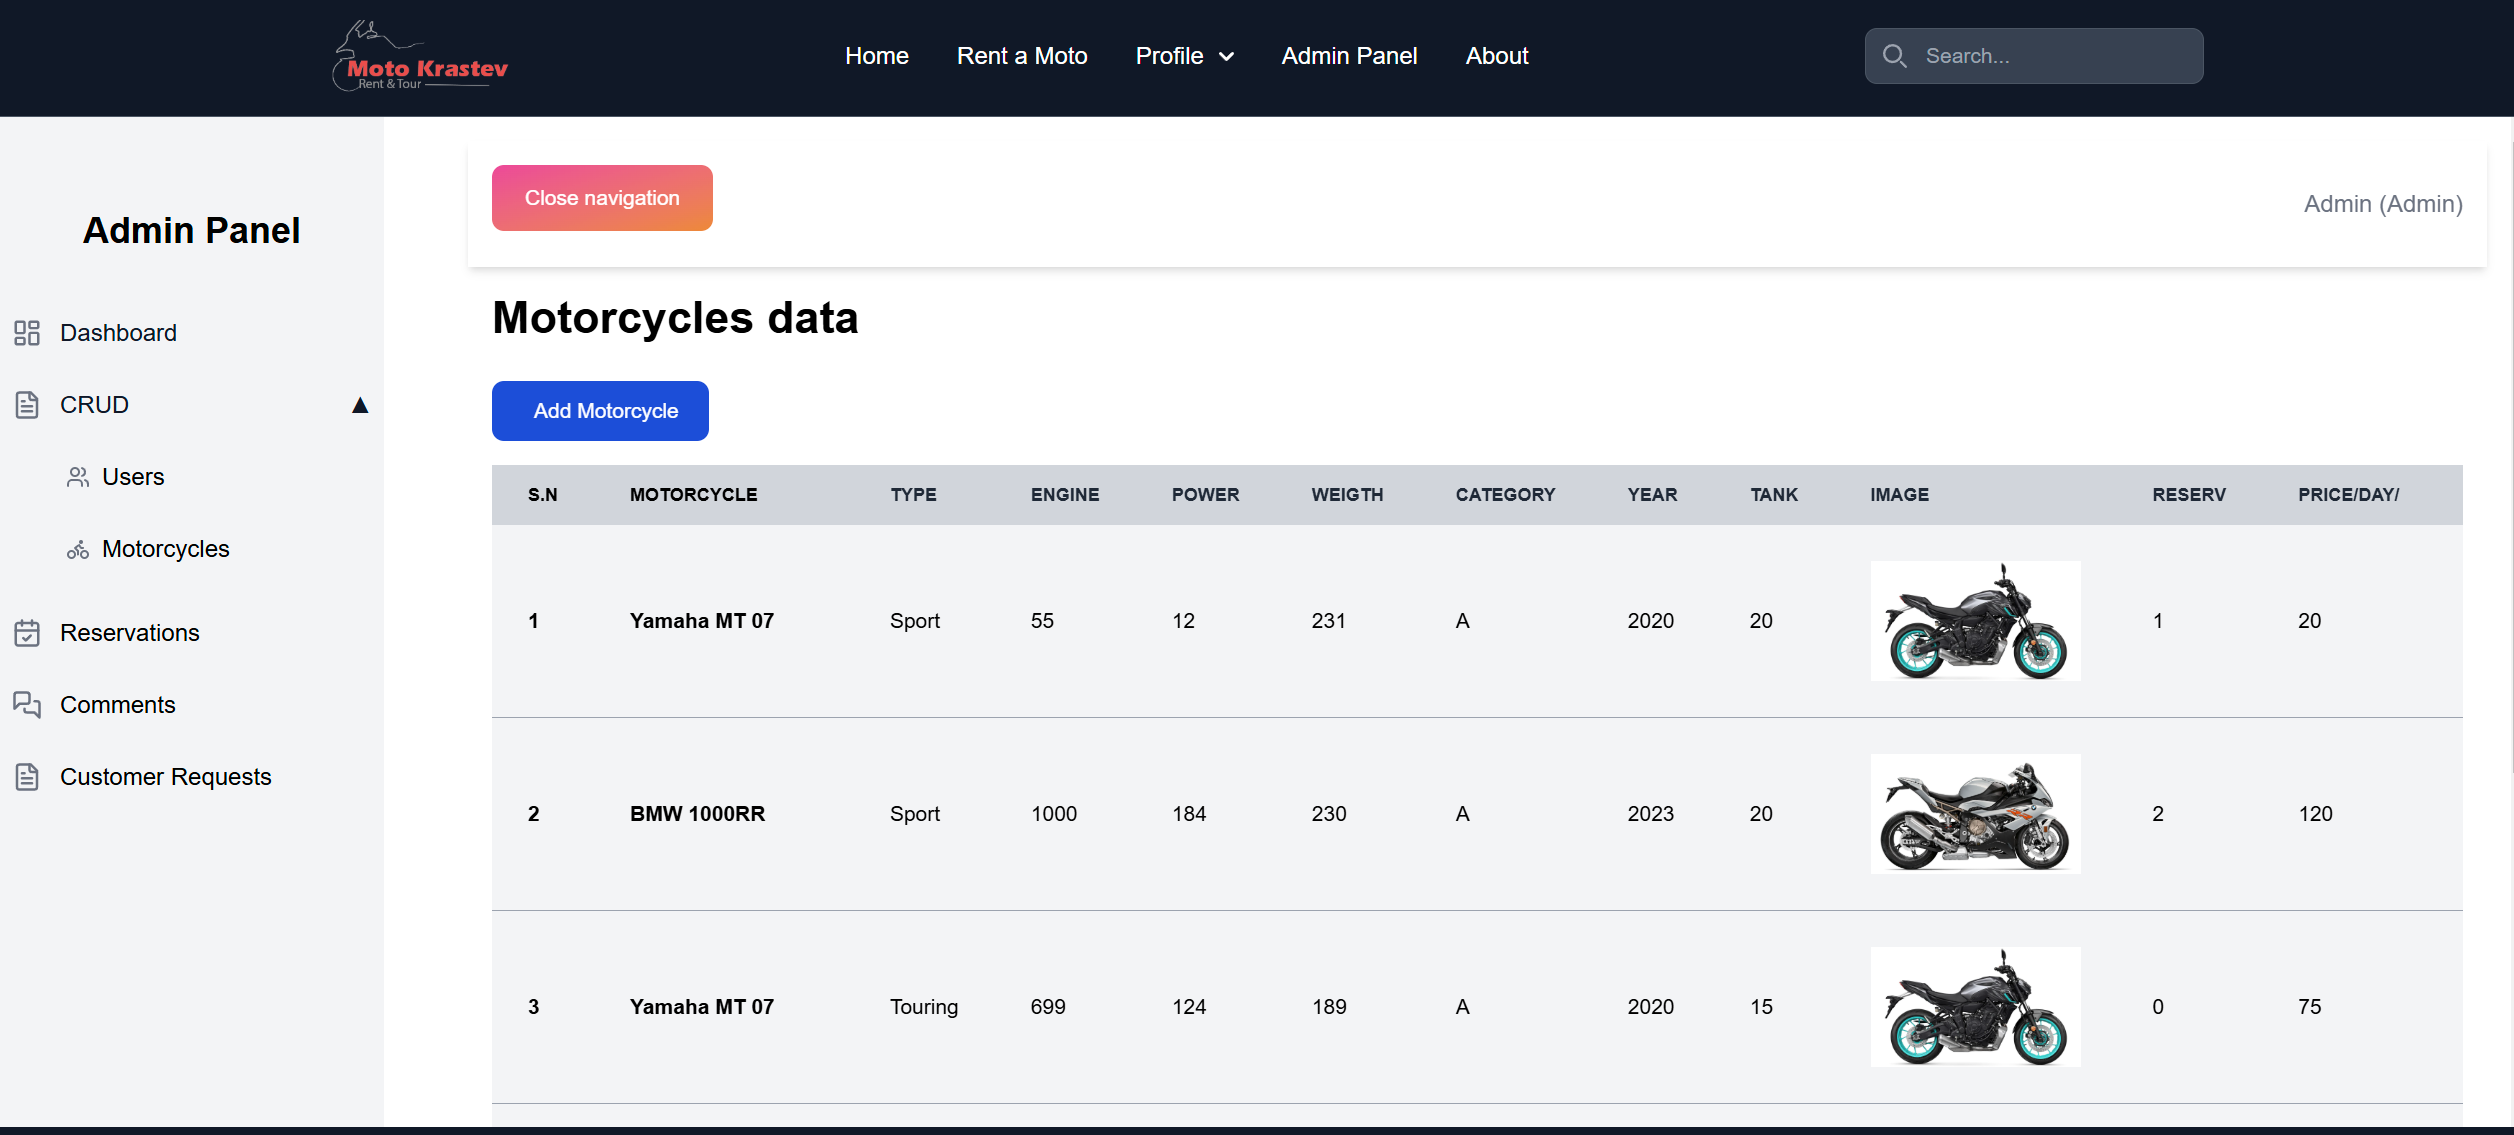 Moto Krastev
Rent & Tour
Home Rent a Moto Profile Admin Panel About
Search...
Admin Panel
Dashboard
CRUD ▲
Users
Motorcycles
Reservations
Comments
Customer Requests
Close navigation
Admin (Admin)
Motorcycles data
Add Motorcycle
S.N MOTORCYCLE TYPE ENGINE POWER WEIGTH CATEGORY YEAR TANK IMAGE RESERV PRICE/DAY/
1 Yamaha MT 07 Sport 55 12 231 A 2020 20 1 20
2 BMW 1000RR Sport 1000 184 230 A 2023 20 2 120
3 Yamaha MT 07 Touring 699 124 189 A 2020 15 0 75